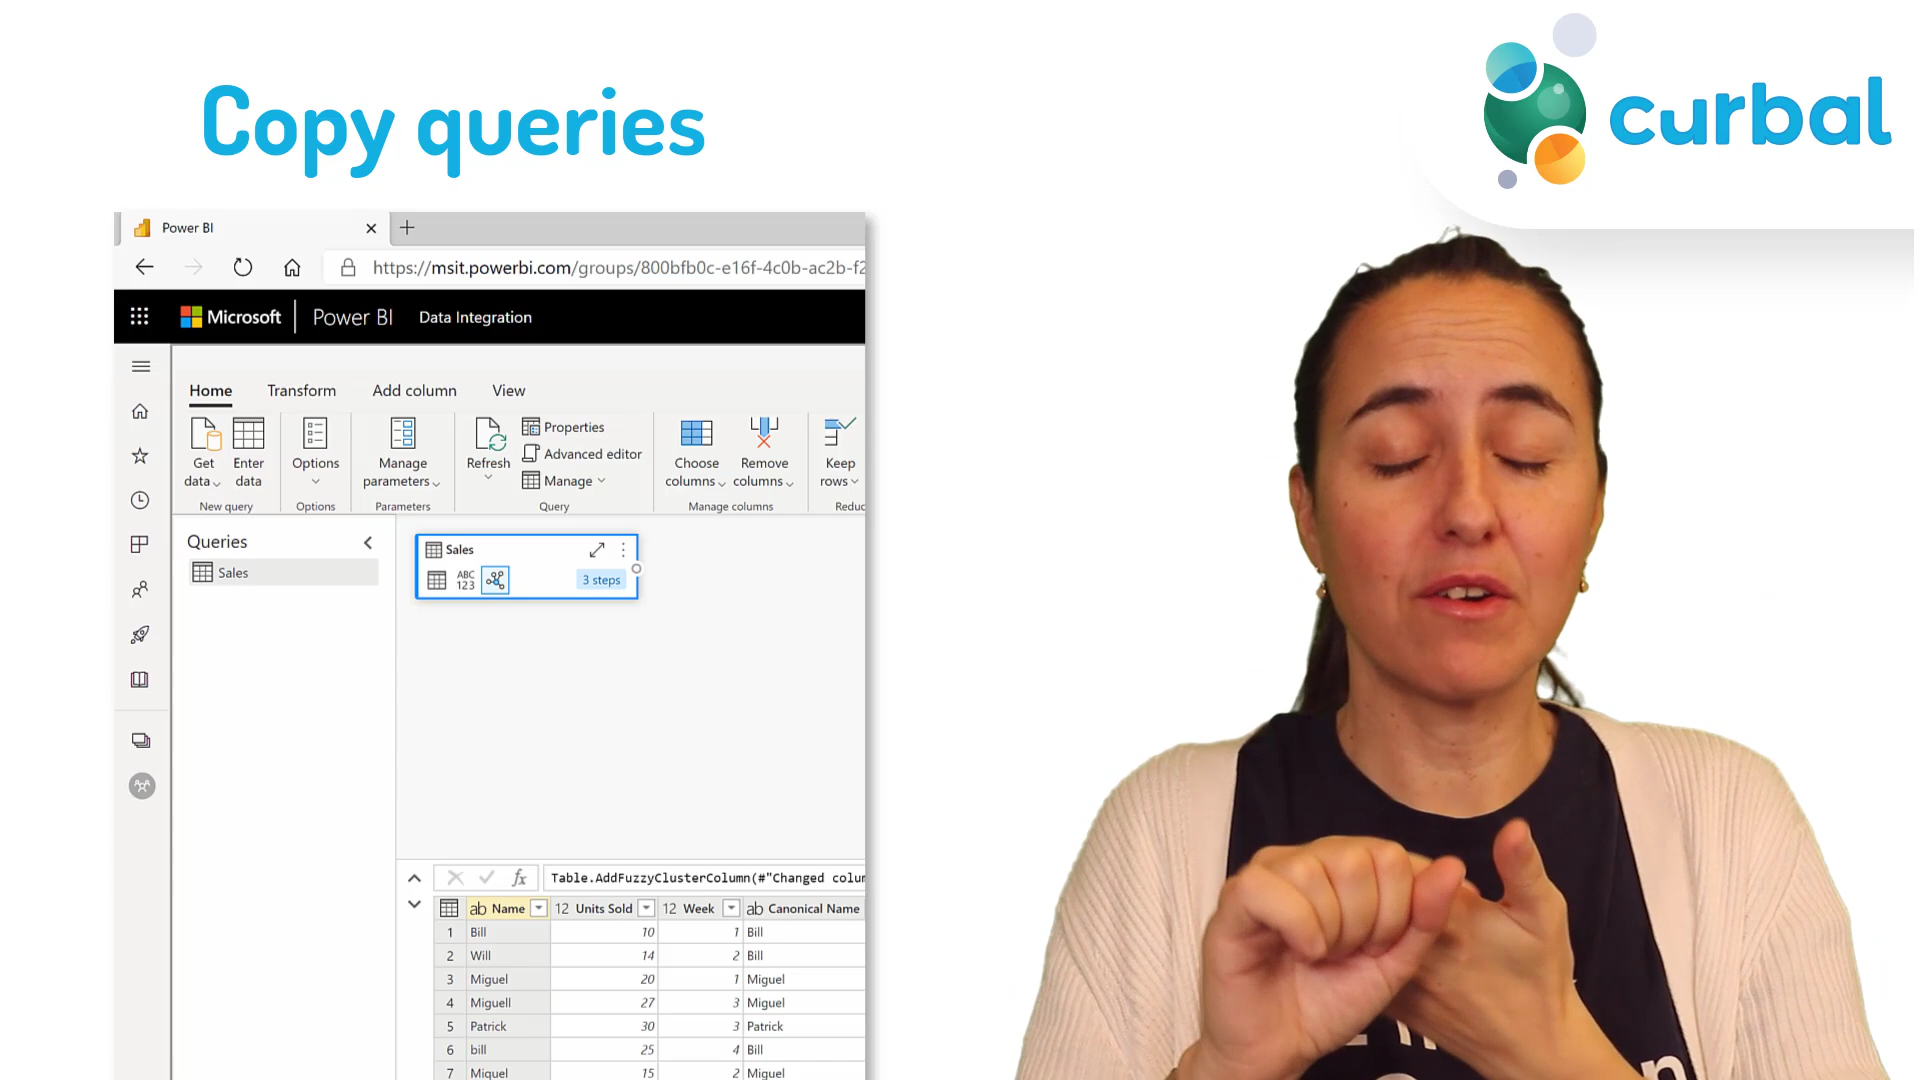 Copy queries
curbal
Power BI
https://msit.powerbi.com/groups/800bfb0c-e16f-4c0b-ac2b-f2
Microsoft Power BI Data Integration
Home Transform Add column View
Get data
Enter data
New query
Options
Options
Manage parameters
Parameters
Refresh
Properties
Advanced editor
Manage
Query
Choose columns
Remove columns
Manage columns
Keep rows
Reduc
Queries
Sales
Sales
ABC
123
3 steps
fx Table.AddFuzzyClusterColumn(#"Changed colum
ab Name 12 Units Sold 12 Week ab Canonical Name
1 Bill 10 1 Bill
2 Will 14 2 Bill
3 Miguel 20 1 Miguel
4 Miguell 27 3 Miguel
5 Patrick 30 3 Patrick
6 bill 25 4 Bill
7 Miguel 15 2 Miguel